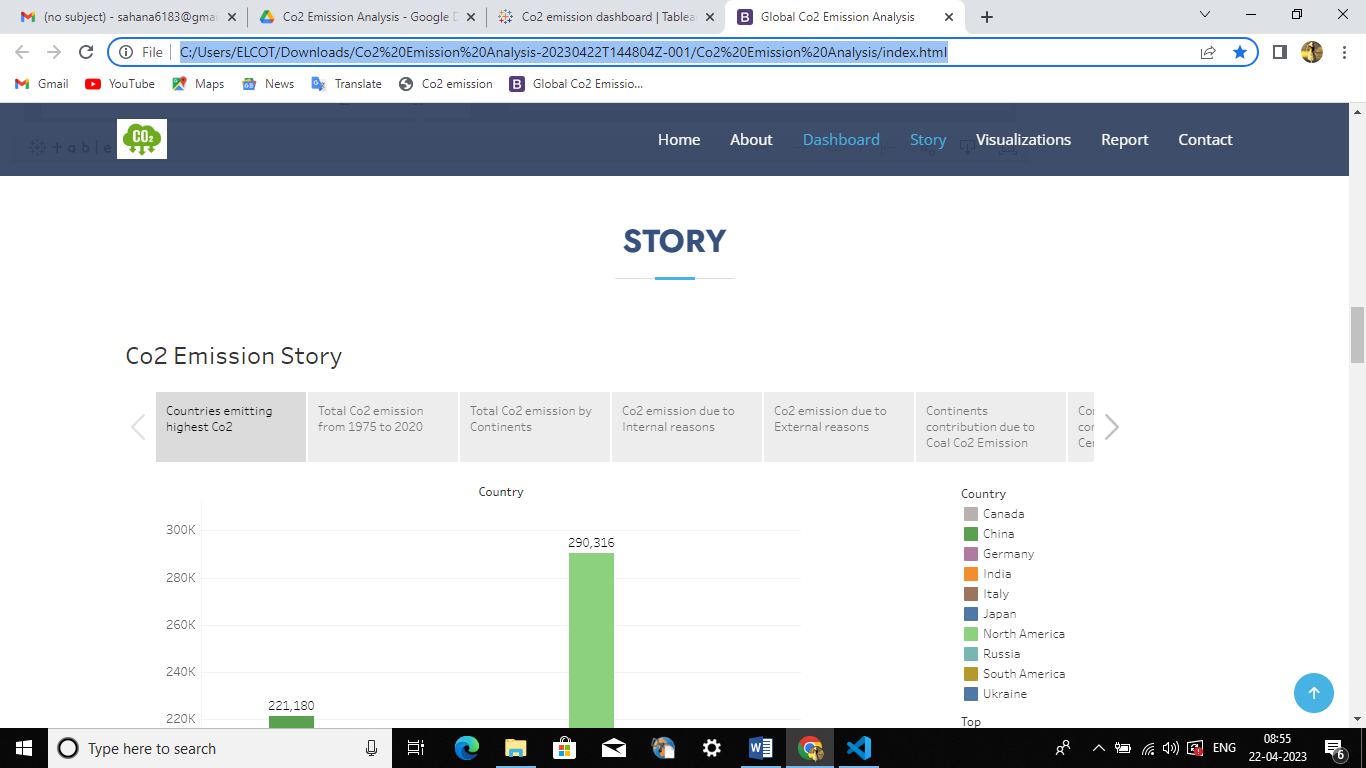 (no subject) - sahana6183@gmai
Co2 Emission Analysis - Google D
Co2 emission dashboard | Tablea
Global Co2 Emission Analysis
File
C:/Users/ELCOT/Downloads/Co2%20Emission%20Analysis-20230422T144804Z-001/Co2%20Emission%20Analysis/index.html
Gmail
YouTube
Maps
News
Translate
Co2 emission
Global Co2 Emissio...
CO2
Home
About
Dashboard
Story
Visualizations
Report
Contact
+ a b l e
STORY
Co2 Emission Story
Countries emitting
highest Co2
Total Co2 emission
from 1975 to 2020
Total Co2 emission by
Continents
Co2 emission due to
Internal reasons
Co2 emission due to
External reasons
Continents
contribution due to
Coal Co2 Emission
Country
300K
280K
260K
240K
220K
221,180
290,316
Country
Canada
China
Germany
India
Italy
Japan
North America
Russia
South America
Ukraine
Top
Type here to search
ENG
08:55
22-04-2023
6